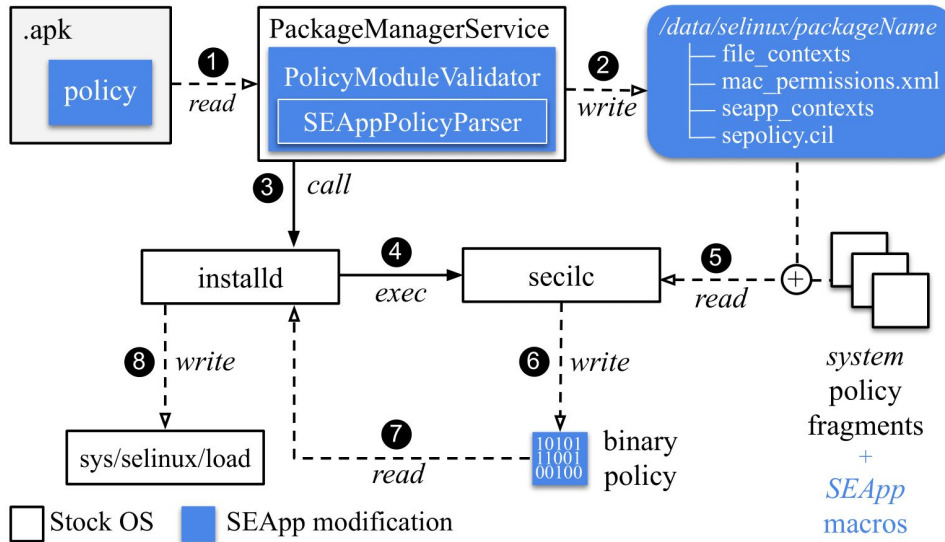 .apk
policy
1
read
PackageManagerService
PolicyModuleValidator
SEAppPolicyParser
2
write
/data/selinux/packageName
file_contexts
mac_permissions.xml
seapp_contexts
sepolicy.cil
3
call
installd
4
exec
secilc
5
read
+
system
policy
fragments
+
SEApp
macros
6
write
10101
11001
00100
binary
policy
7
read
8
write
sys/selinux/load
Stock OS
SEApp modification